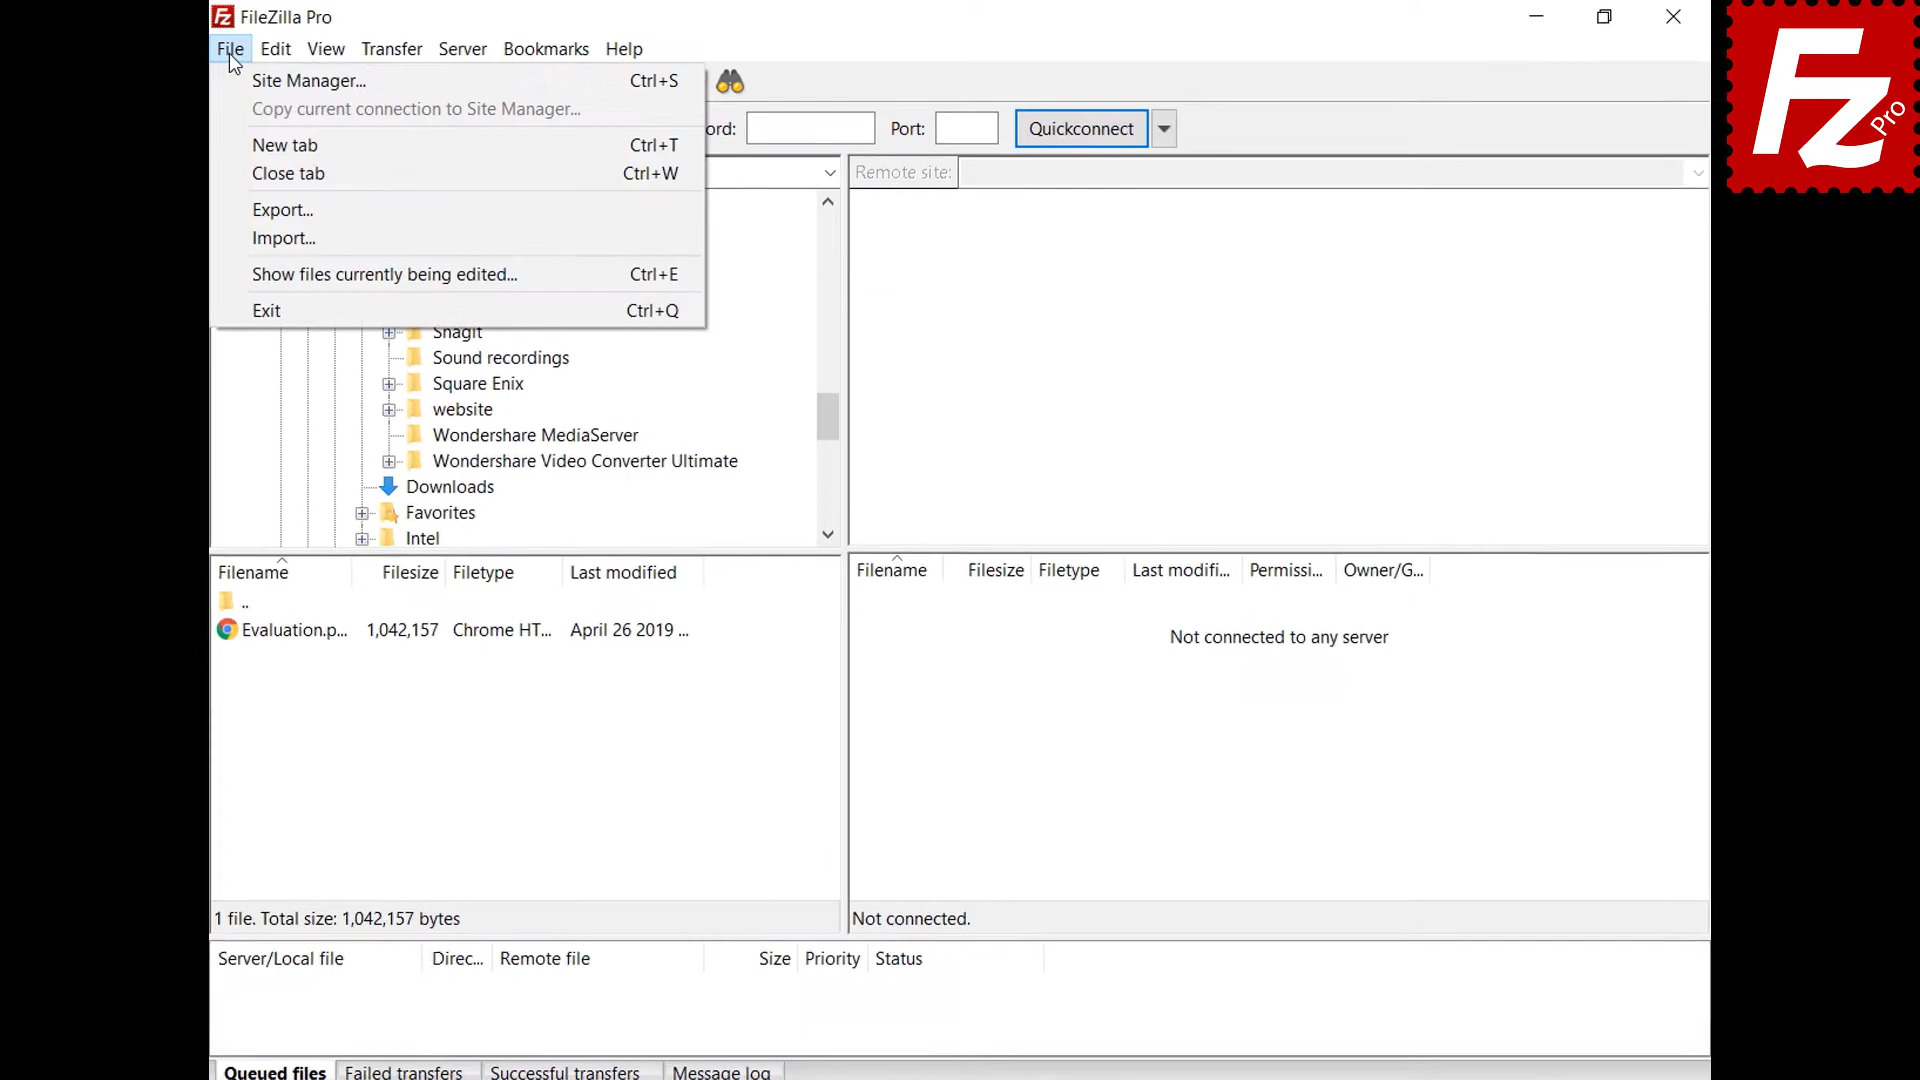 FileZilla Pro
File Edit View Transfer Server Bookmarks Help
Site Manager... Ctrl+S
Copy current connection to Site Manager...
New tab Ctrl+T
Close tab Ctrl+W
Export...
Import...
Show files currently being edited... Ctrl+E
Exit Ctrl+Q
ord: Port: Quickconnect
Remote site:
Snagit
Sound recordings
Square Enix
website
Wondershare MediaServer
Wondershare Video Converter Ultimate
Downloads
Favorites
Intel
Filename Filesize Filetype Last modified
..
Evaluation.p... 1,042,157 Chrome HT... April 26 2019 ...
1 file. Total size: 1,042,157 bytes
Filename Filesize Filetype Last modifi... Permissi... Owner/G...
Not connected to any server
Not connected.
Server/Local file Direc... Remote file Size Priority Status
Queued files Failed transfers Successful transfers Message log
Fz Pro